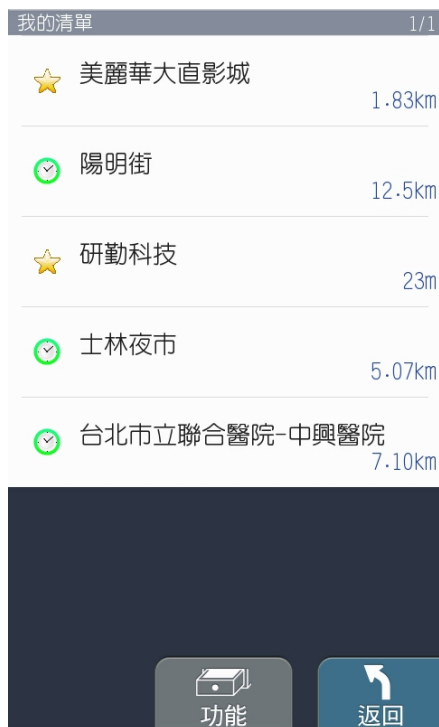 我的清單 1/1
美麗華大直影城
1.83km
陽明街
12.5km
研勤科技
23m
士林夜市
5.07km
台北市立聯合醫院-中興醫院
7.10km
功能 返回